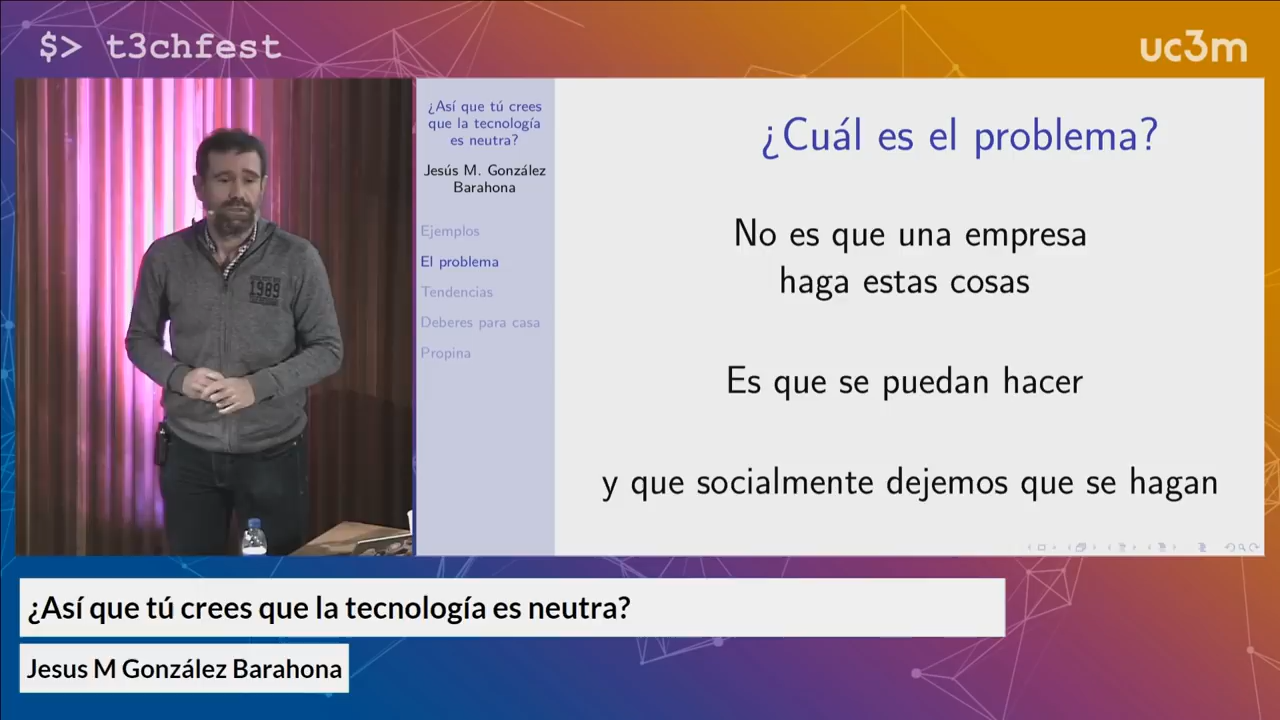 $> t3chfest
uc3m
¿Así que tú crees
que la tecnología
es neutra?
Jesús M. González
Barahona
Ejemplos
El problema
Tendencias
Deberes para casa
Propina
¿Cuál es el problema?
No es que una empresa
haga estas cosas
Es que se puedan hacer
y que socialmente dejemos que se hagan
1989
¿Así que tú crees que la tecnología es neutra?
Jesus M González Barahona